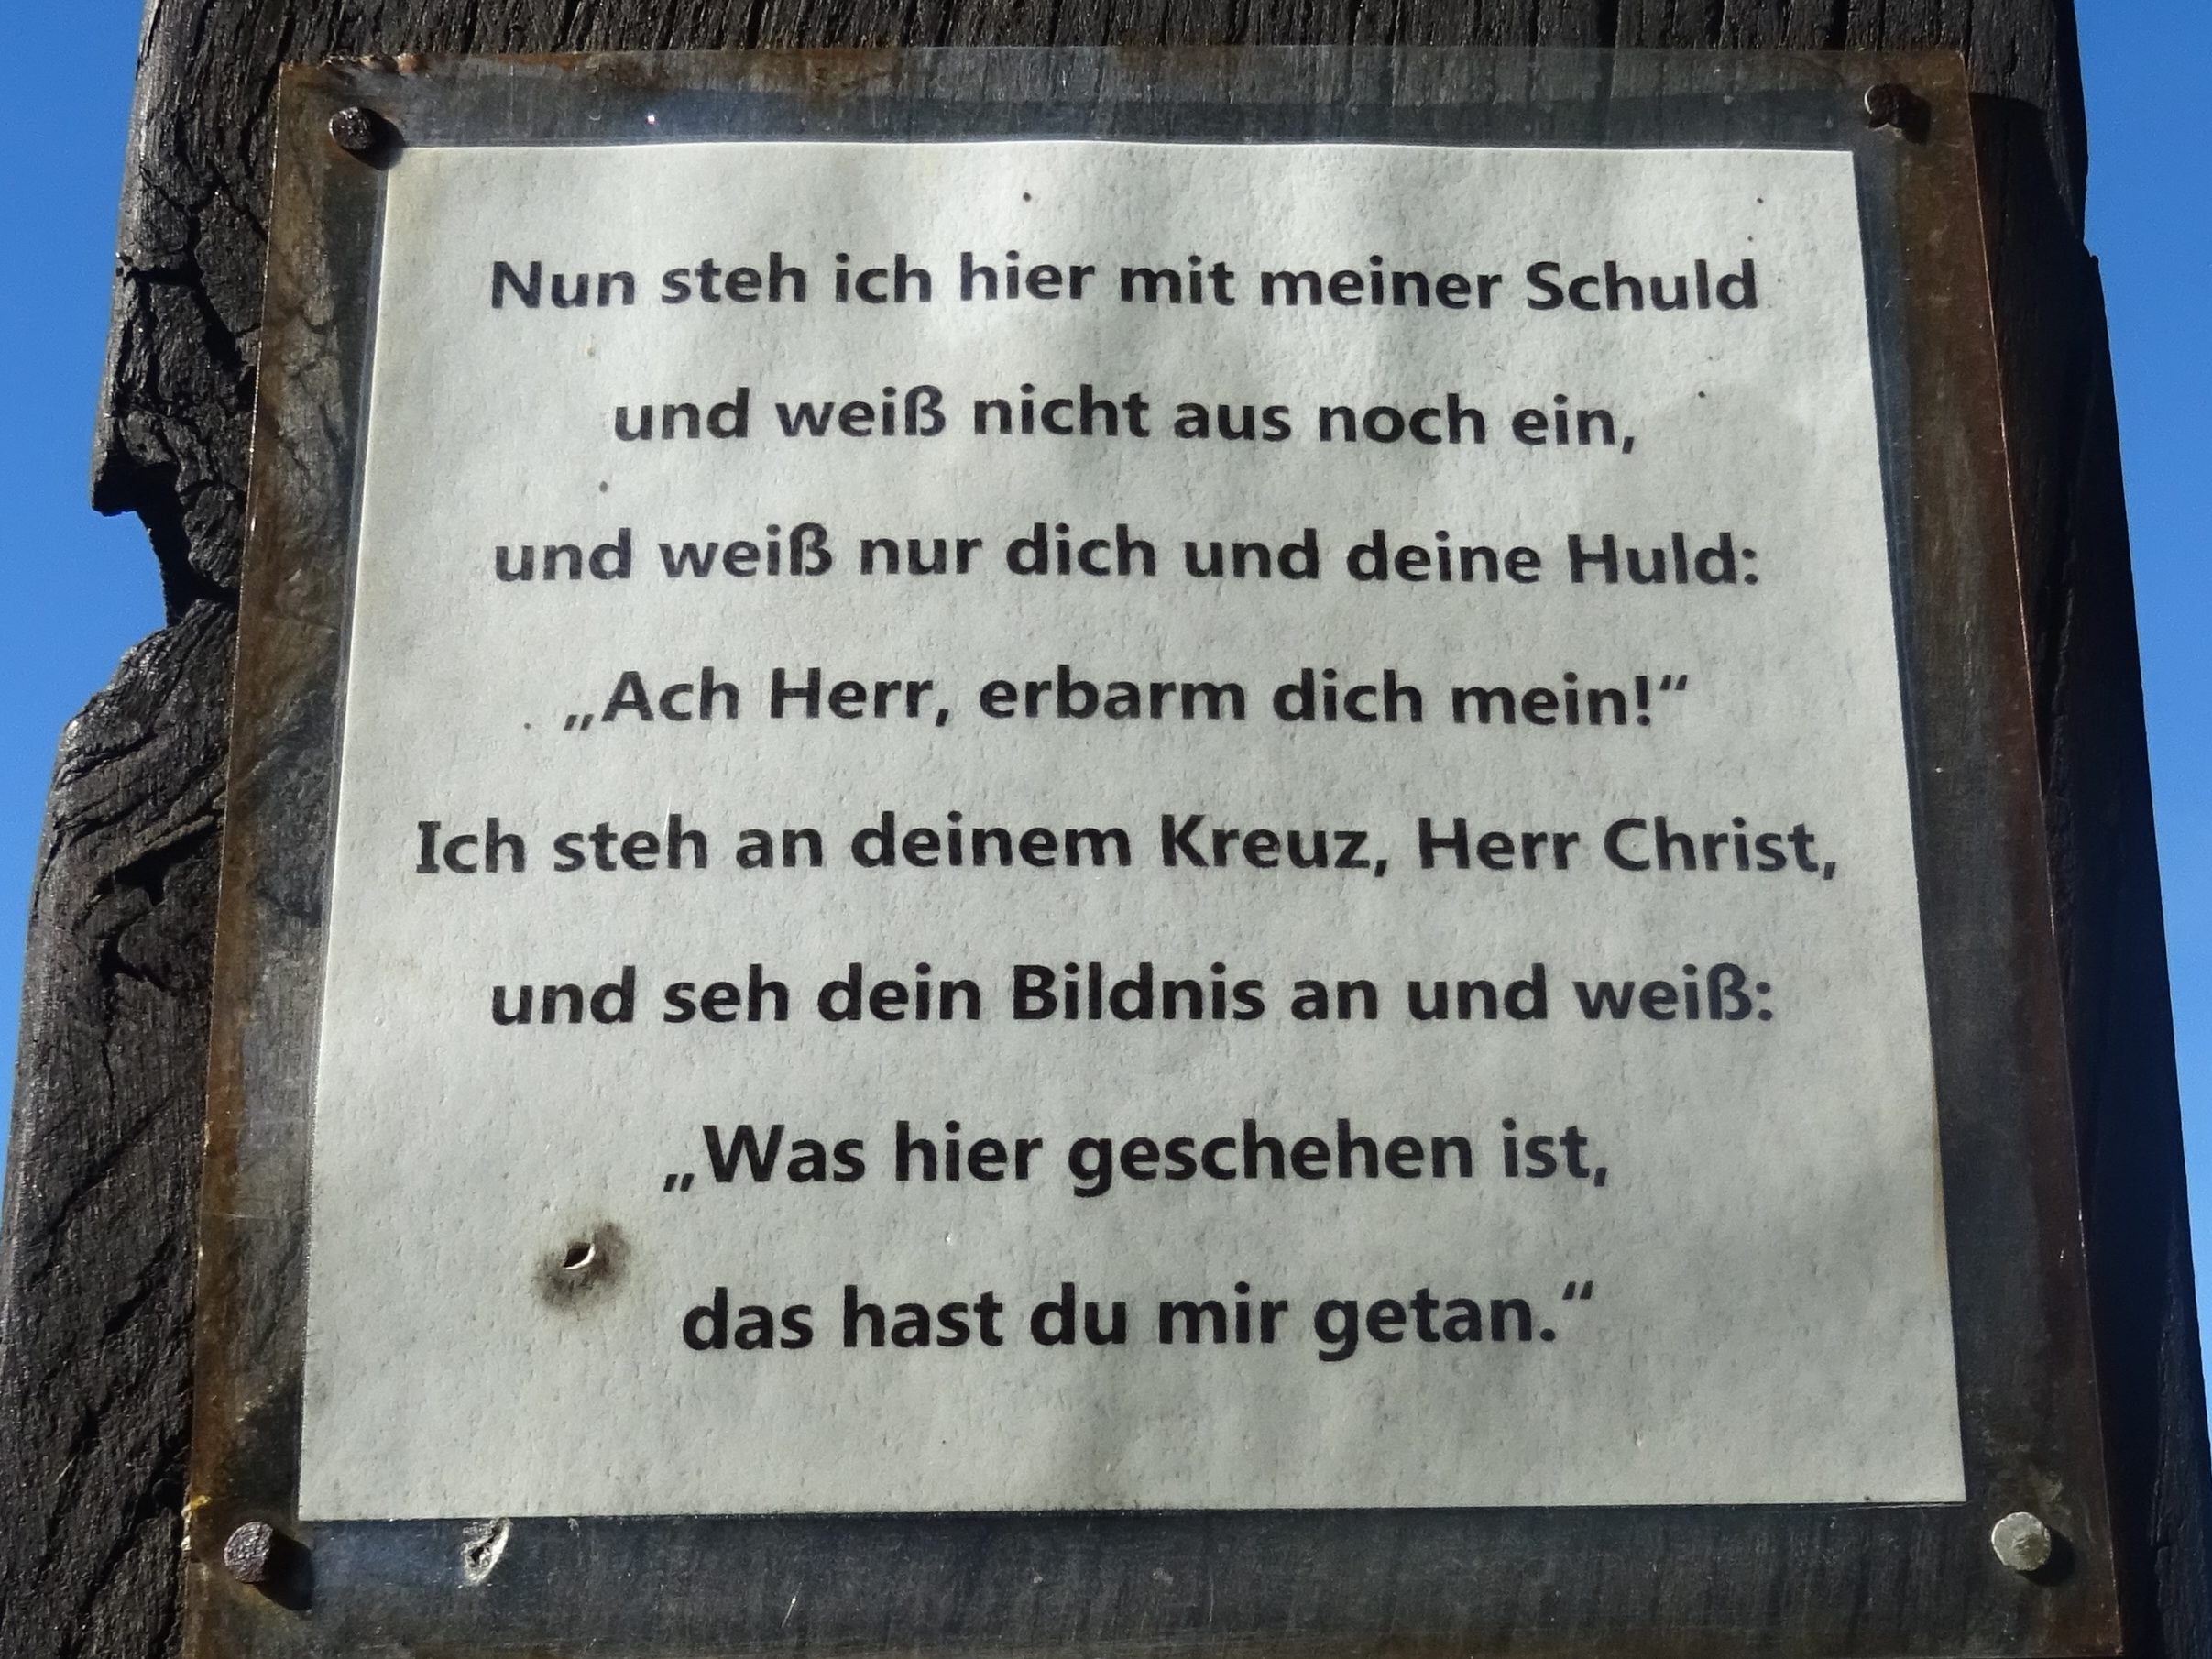 Nun steh ich hier mit meiner Schuld
und weiß nicht aus noch ein,
und weiß nur dich und deine Huld:
„Ach Herr, erbarm dich mein!“
Ich steh an deinem Kreuz, Herr Christ,
und seh dein Bildnis an und weiß:
„Was hier geschehen ist,
das hast du mir getan.“